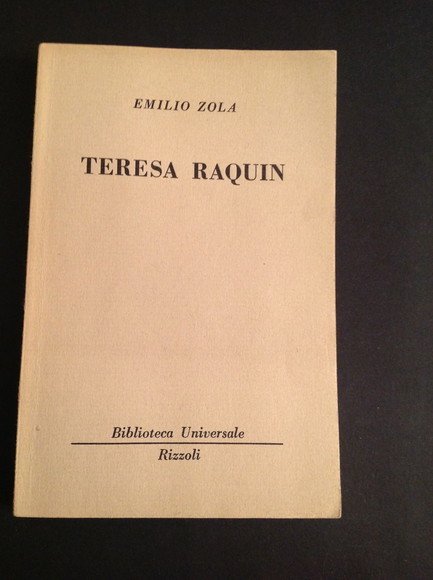 EMILIO ZOLA
TERESA RAQUIN
Biblioteca Universale
Rizzoli